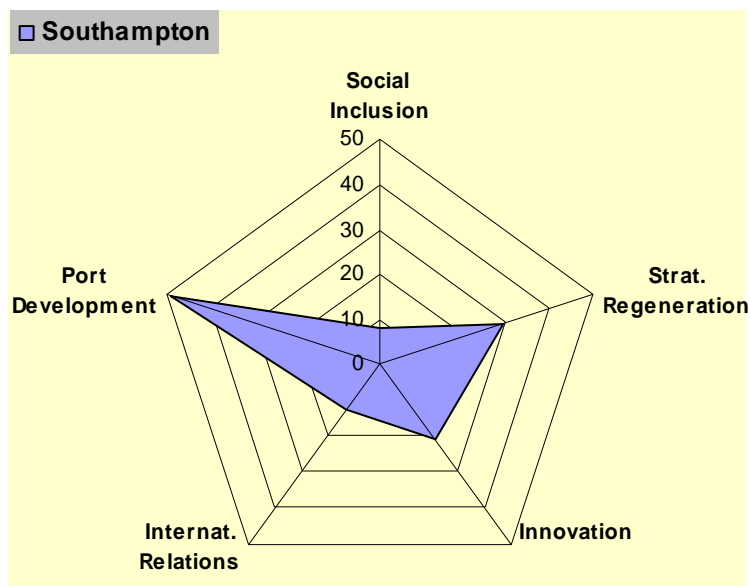 Southampton
Social
Inclusion
50
40
30
20
10
0
Port
Development
Strat.
Regeneration
Internat.
Relations
Innovation